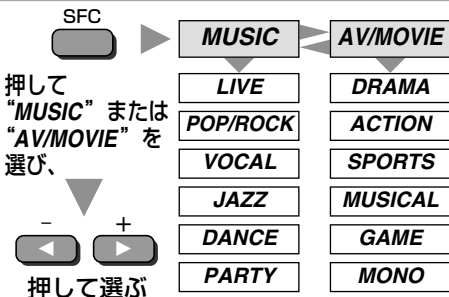 SFC
押して
“MUSIC”または
“AV/MOVIE”を
選び、
− +
押して選ぶ
MUSIC
LIVE
POP/ROCK
VOCAL
JAZZ
DANCE
PARTY
AV/MOVIE
DRAMA
ACTION
SPORTS
MUSICAL
GAME
MONO